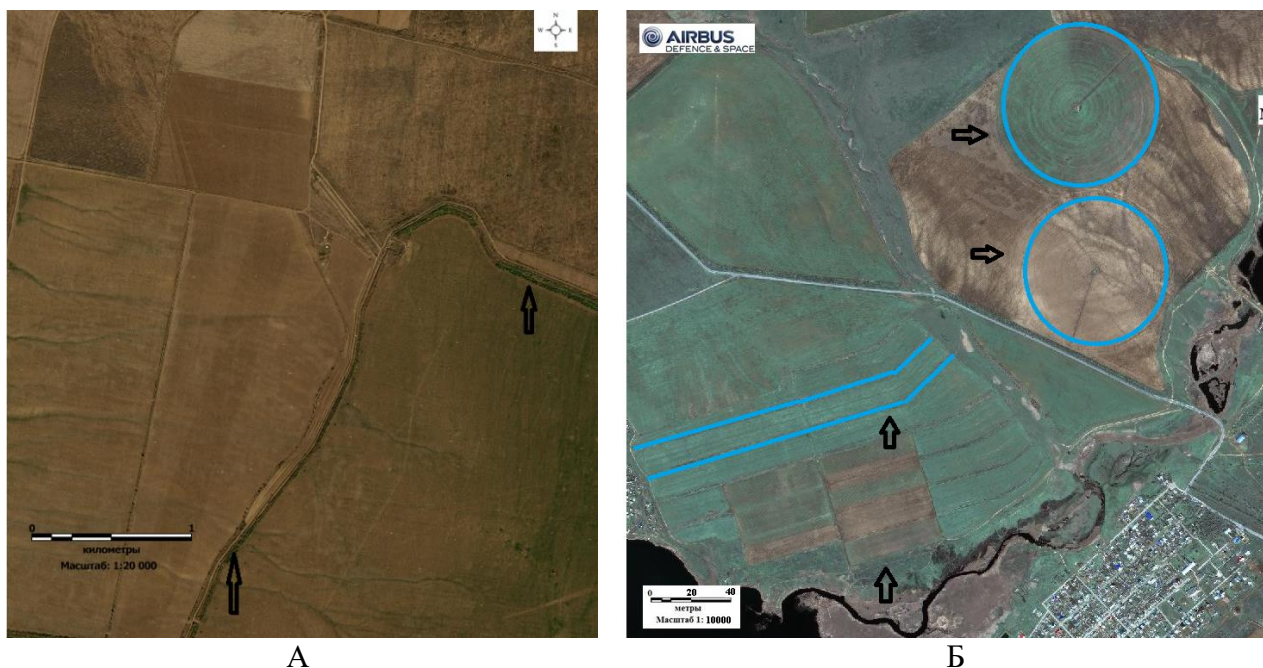 N
W E
S
0 1
километры
Масштаб: 1:20 000
А
AIRBUS
DEFENCE & SPACE
0 20 40
метры
Масштаб 1: 10000
Б